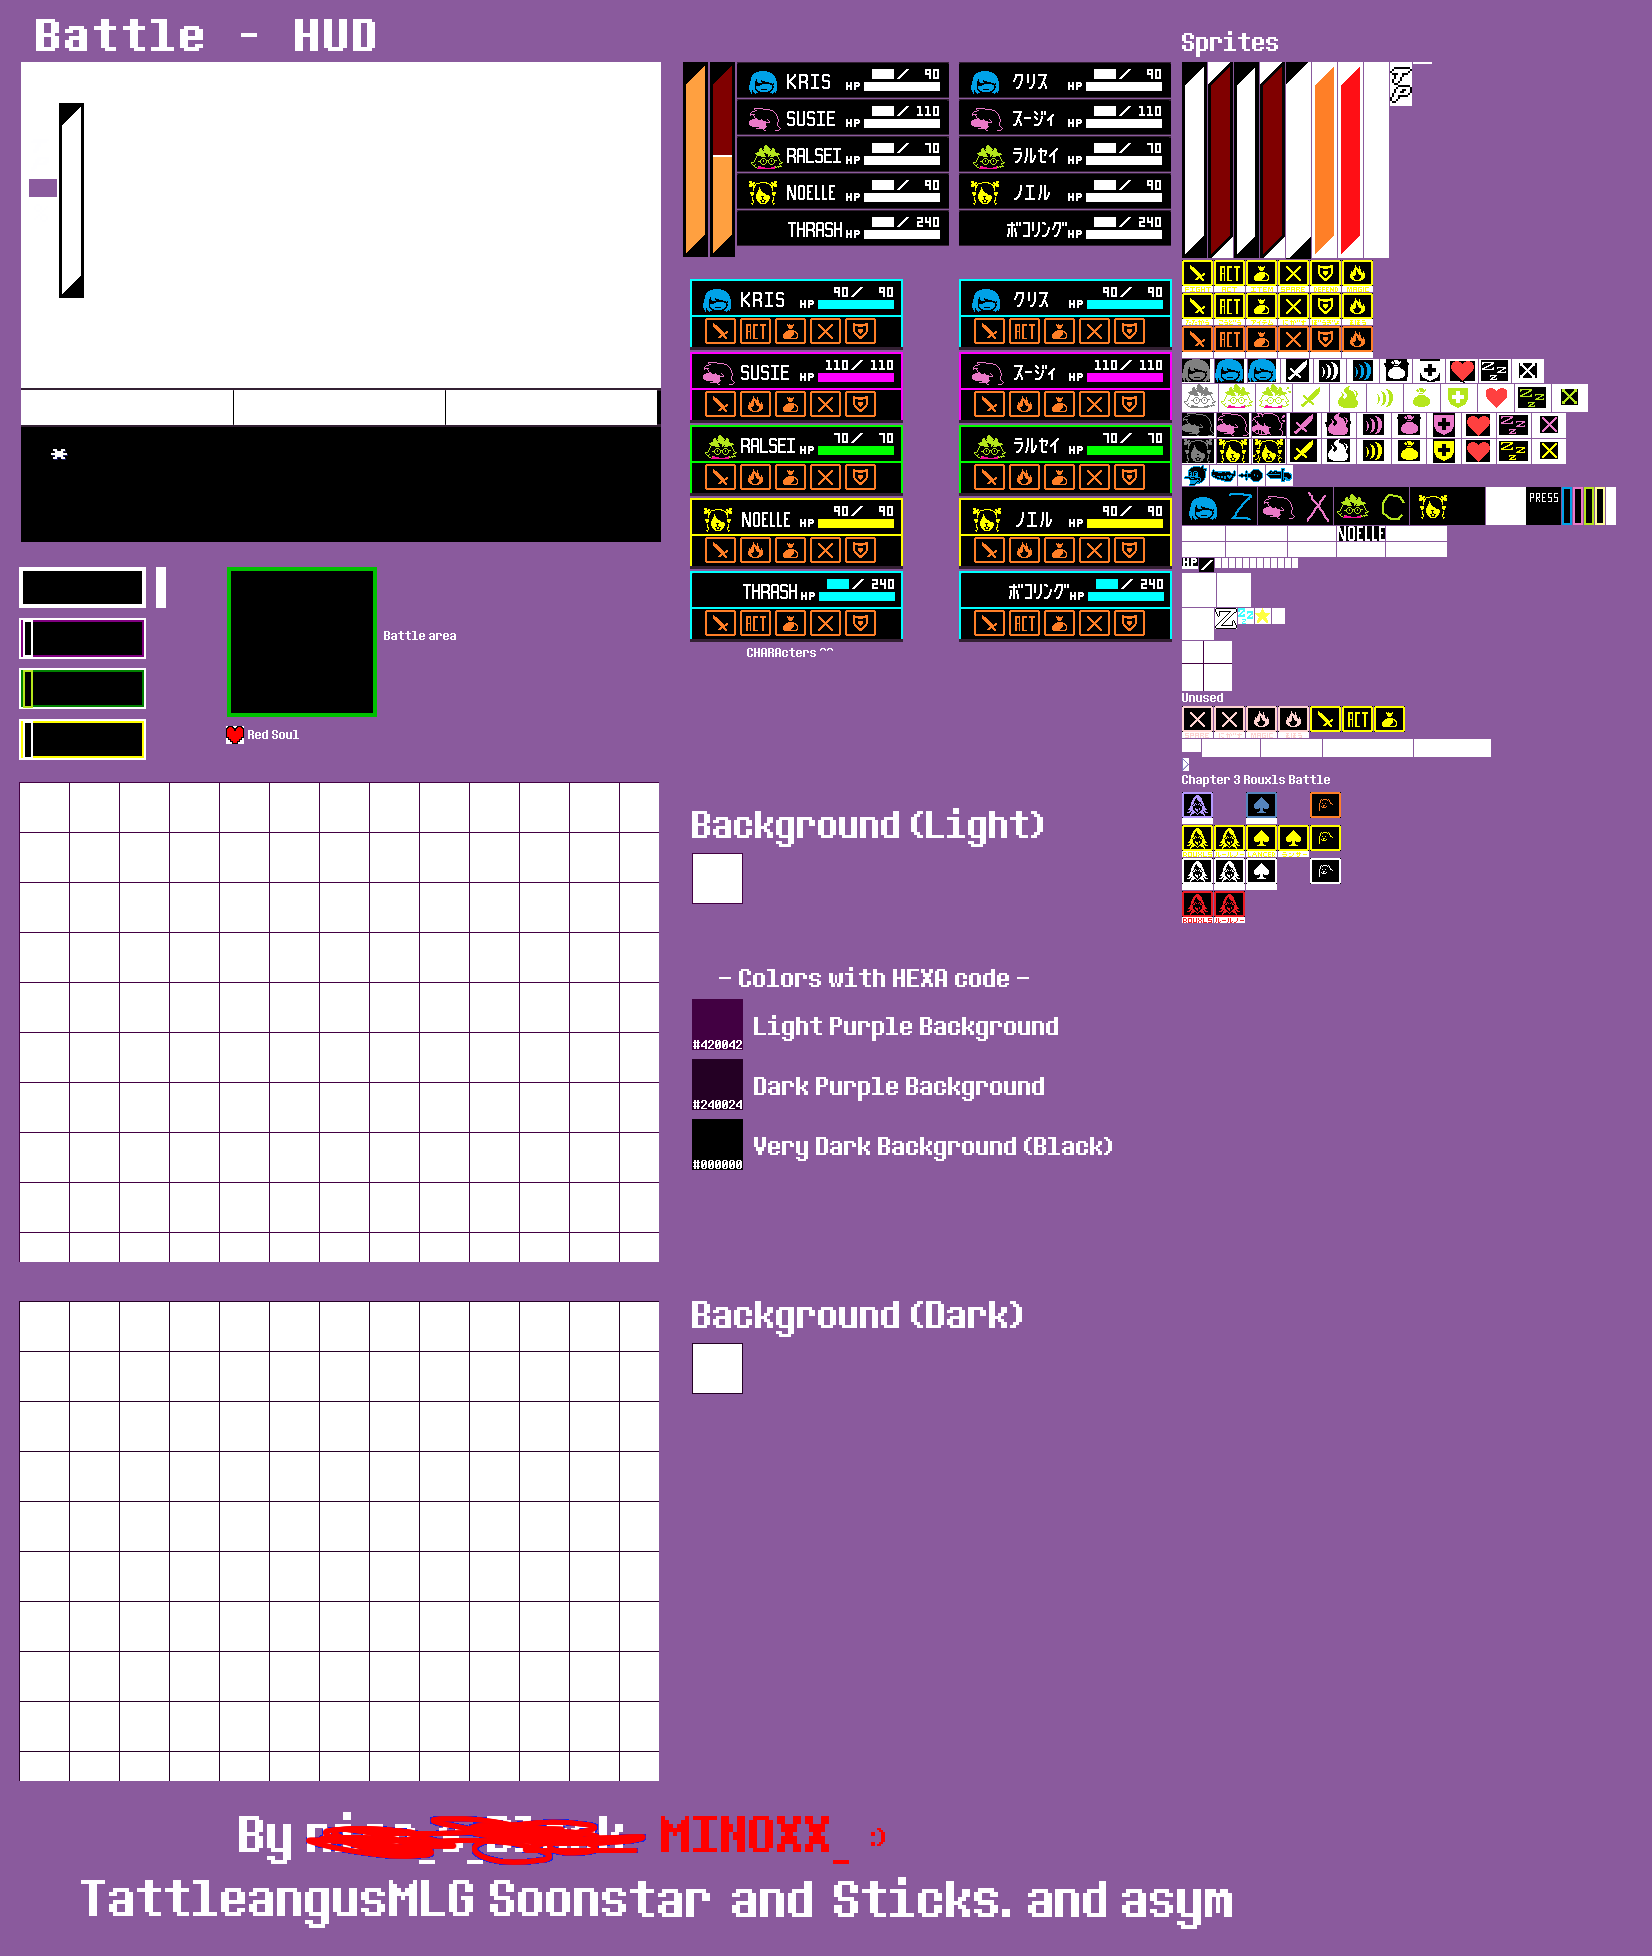 Battle - HUD
Sprites
KRIS HP / 90
SUSIE HP / 110
RALSEI HP / 70
NOELLE HP / 90
THRASH HP / 240
クリス HP / 90
スージィ HP / 110
ラルセイ HP / 70
ノエル HP / 90
ボコリング HP / 240
KRIS HP 90 / 90
ACT
SUSIE HP 110 / 110
RALSEI HP 70 / 70
NOELLE HP 90 / 90
THRASH HP / 240
ACT
クリス HP 90 / 90
ACT
スージィ HP 110 / 110
ラルセイ HP 70 / 70
ノエル HP 90 / 90
ボコリング HP / 240
ACT
CHARActers ^^
*
Battle area
Red Soul
ACT
ACT
ACT
Z X C PRESS
NOELLE
HP /
Unused
ACT
Chapter 3 Rouxls Battle
ROUXLS
Background (Light)
- Colors with HEXA code -
#420042 Light Purple Background
#240024 Dark Purple Background
#000000 Very Dark Background (Black)
Background (Dark)
By MINOXX_ :)
TattleangusMLG Soonstar and Sticks. and asym